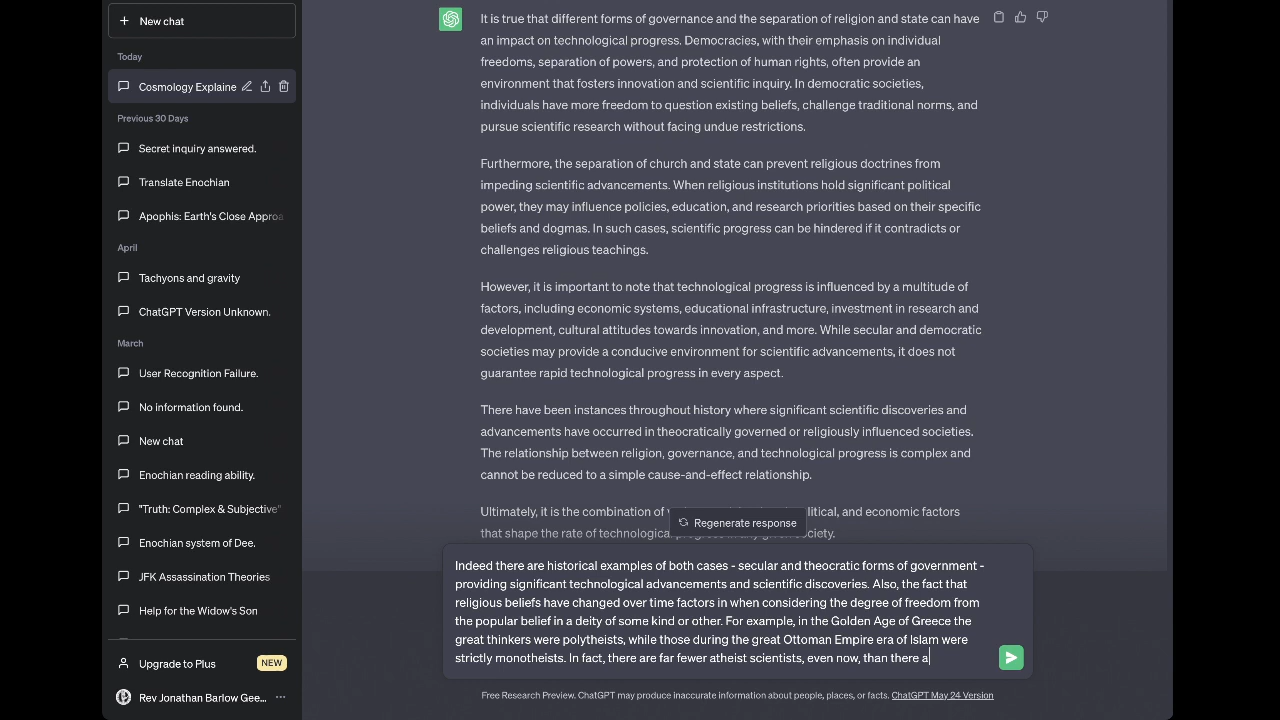 New chat
Today
Cosmology Explaine
Previous 30 Days
Secret inquiry answered.
Translate Enochian
Apophis: Earth's Close Approa
April
Tachyons and gravity
ChatGPT Version Unknown.
March
User Recognition Failure.
No information found.
New chat
Enochian reading ability.
"Truth: Complex & Subjective"
Enochian system of Dee.
JFK Assassination Theories
Help for the Widow's Son
Upgrade to Plus
NEW
Rev Jonathan Barlow Gee...
It is true that different forms of governance and the separation of religion and state can have
an impact on technological progress. Democracies, with their emphasis on individual
freedoms, separation of powers, and protection of human rights, often provide an
environment that fosters innovation and scientific inquiry. In democratic societies,
individuals have more freedom to question existing beliefs, challenge traditional norms, and
pursue scientific research without facing undue restrictions.
Furthermore, the separation of church and state can prevent religious doctrines from
impeding scientific advancements. When religious institutions hold significant political
power, they may influence policies, education, and research priorities based on their specific
beliefs and dogmas. In such cases, scientific progress can be hindered if it contradicts or
challenges religious teachings.
However, it is important to note that technological progress is influenced by a multitude of
factors, including economic systems, educational infrastructure, investment in research and
development, cultural attitudes towards innovation, and more. While secular and democratic
societies may provide a conducive environment for scientific advancements, it does not
guarantee rapid technological progress in every aspect.
There have been instances throughout history where significant scientific discoveries and
advancements have occurred in theocratically governed or religiously influenced societies.
The relationship between religion, governance, and technological progress is complex and
cannot be reduced to a simple cause-and-effect relationship.
Ultimately, it is the combination of litical, and economic factors
that shape the rate of technological society.
Regenerate response
Indeed there are historical examples of both cases - secular and theocratic forms of government -
providing significant technological advancements and scientific discoveries. Also, the fact that
religious beliefs have changed over time factors in when considering the degree of freedom from
the popular belief in a deity of some kind or other. For example, in the Golden Age of Greece the
great thinkers were polytheists, while those during the great Ottoman Empire era of Islam were
strictly monotheists. In fact, there are far fewer atheist scientists, even now, than there a
Free Research Preview. ChatGPT may produce inaccurate information about people, places, or facts. ChatGPT May 24 Version